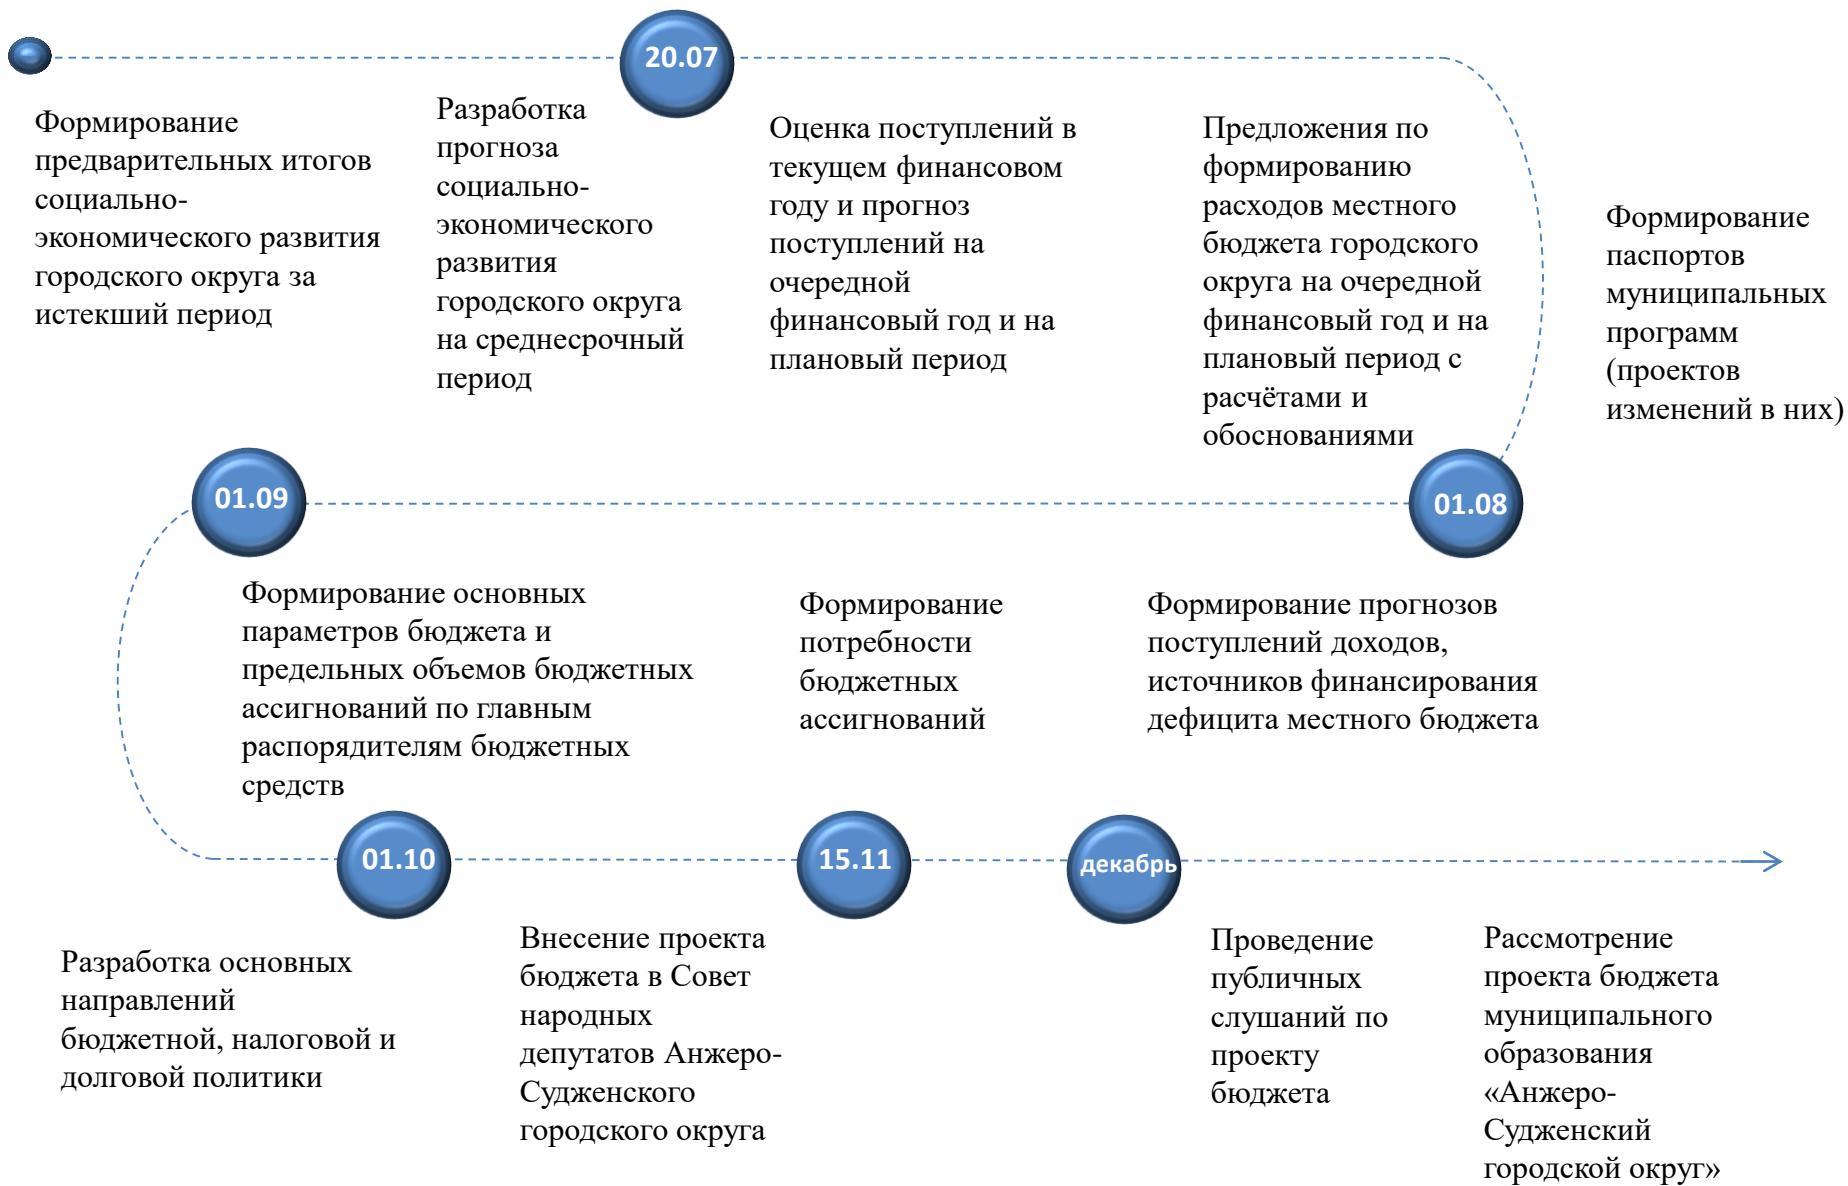 20.07
Формирование
предварительных итогов
социально-
экономического развития
городского округа за
истекший период
Разработка
прогноза
социально-
экономического
развития
городского округа
на среднесрочный
период
Оценка поступлений в
текущем финансовом
году и прогноз
поступлений на
очередной
финансовый год и на
плановый период
Предложения по
формированию
расходов местного
бюджета городского
округа на очередной
финансовый год и на
плановый период с
расчётами и
обоснованиями
Формирование
паспортов
муниципальных
программ
(проектов
изменений в них)
01.09
01.08
Формирование основных
параметров бюджета и
предельных объемов бюджетных
ассигнований по главным
распорядителям бюджетных
средств
Формирование
потребности
бюджетных
ассигнований
Формирование прогнозов
поступлений доходов,
источников финансирования
дефицита местного бюджета
01.10
15.11
декабрь
Разработка основных
направлений
бюджетной, налоговой и
долговой политики
Внесение проекта
бюджета в Совет
народных
депутатов Анжеро-
Судженского
городского округа
Проведение
публичных
слушаний по
проекту
бюджета
Рассмотрение
проекта бюджета
муниципального
образования
«Анжеро-
Судженский
городской округ»